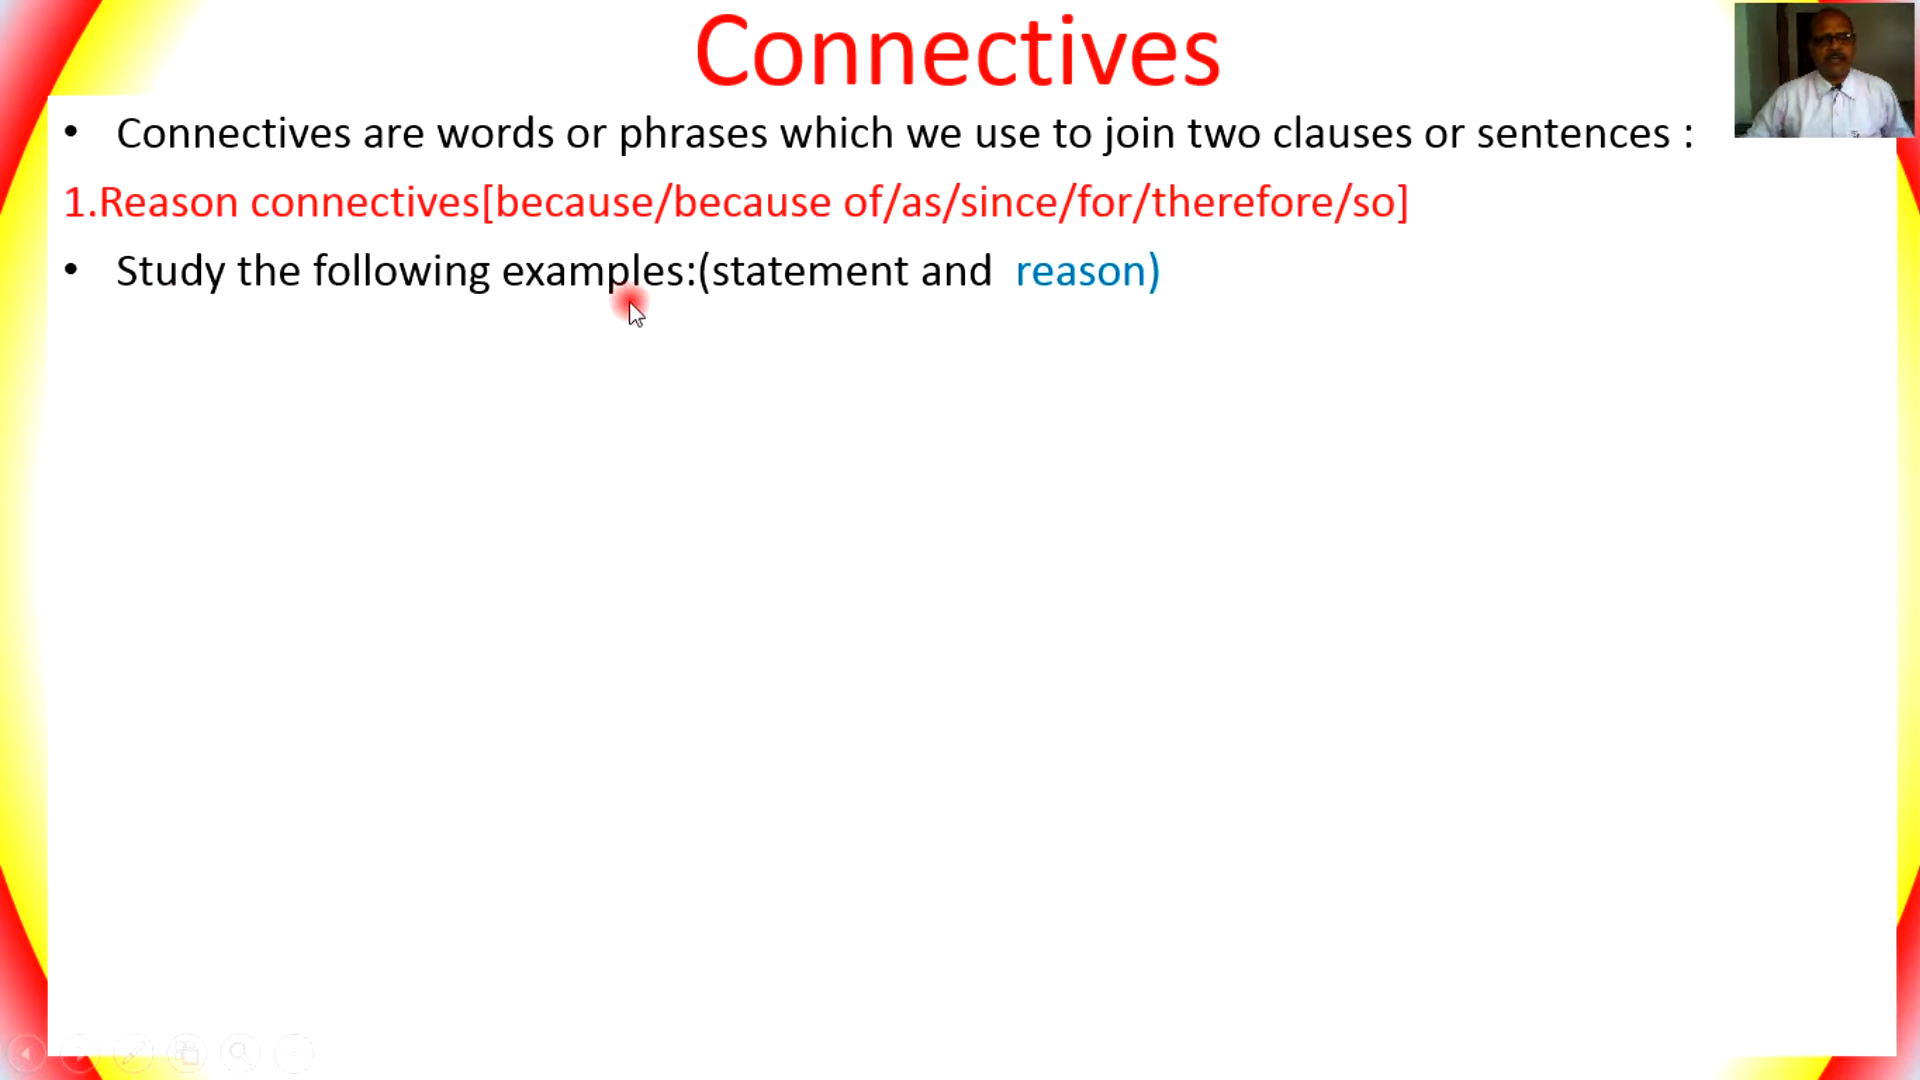 Connectives
• Connectives are words or phrases which we use to join two clauses or sentences :
1.Reason connectives[because/because of/as/since/for/therefore/so]
• Study the following examples:(statement and  reason)